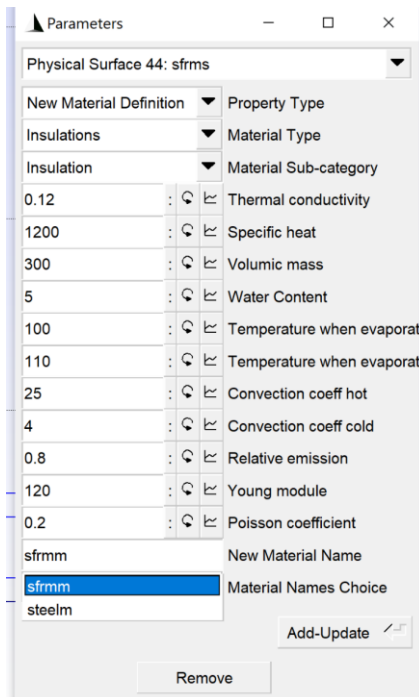 Parameters
Physical Surface 44: sfrms
New Material Definition Property Type
Insulations Material Type
Insulation Material Sub-category
0.12 : Thermal conductivity
1200 : Specific heat
300 : Volumic mass
5 : Water Content
100 : Temperature when evaporat
110 : Temperature when evaporat
25 : Convection coeff hot
4 : Convection coeff cold
0.8 : Relative emission
120 : Young module
0.2 : Poisson coefficient
sfrmm New Material Name
sfrmm Material Names Choice
steelm
Add-Update
Remove